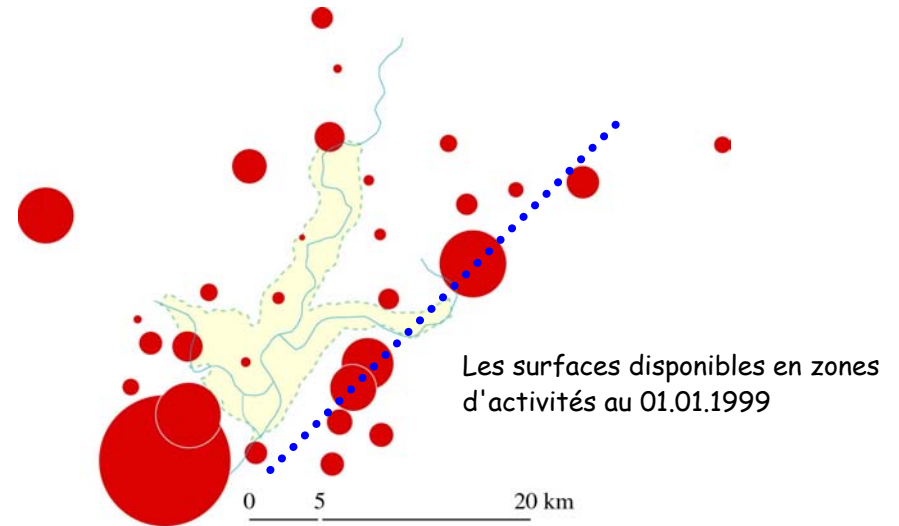 Les surfaces disponibles en zones
d'activités au 01.01.1999
0 5 20 km